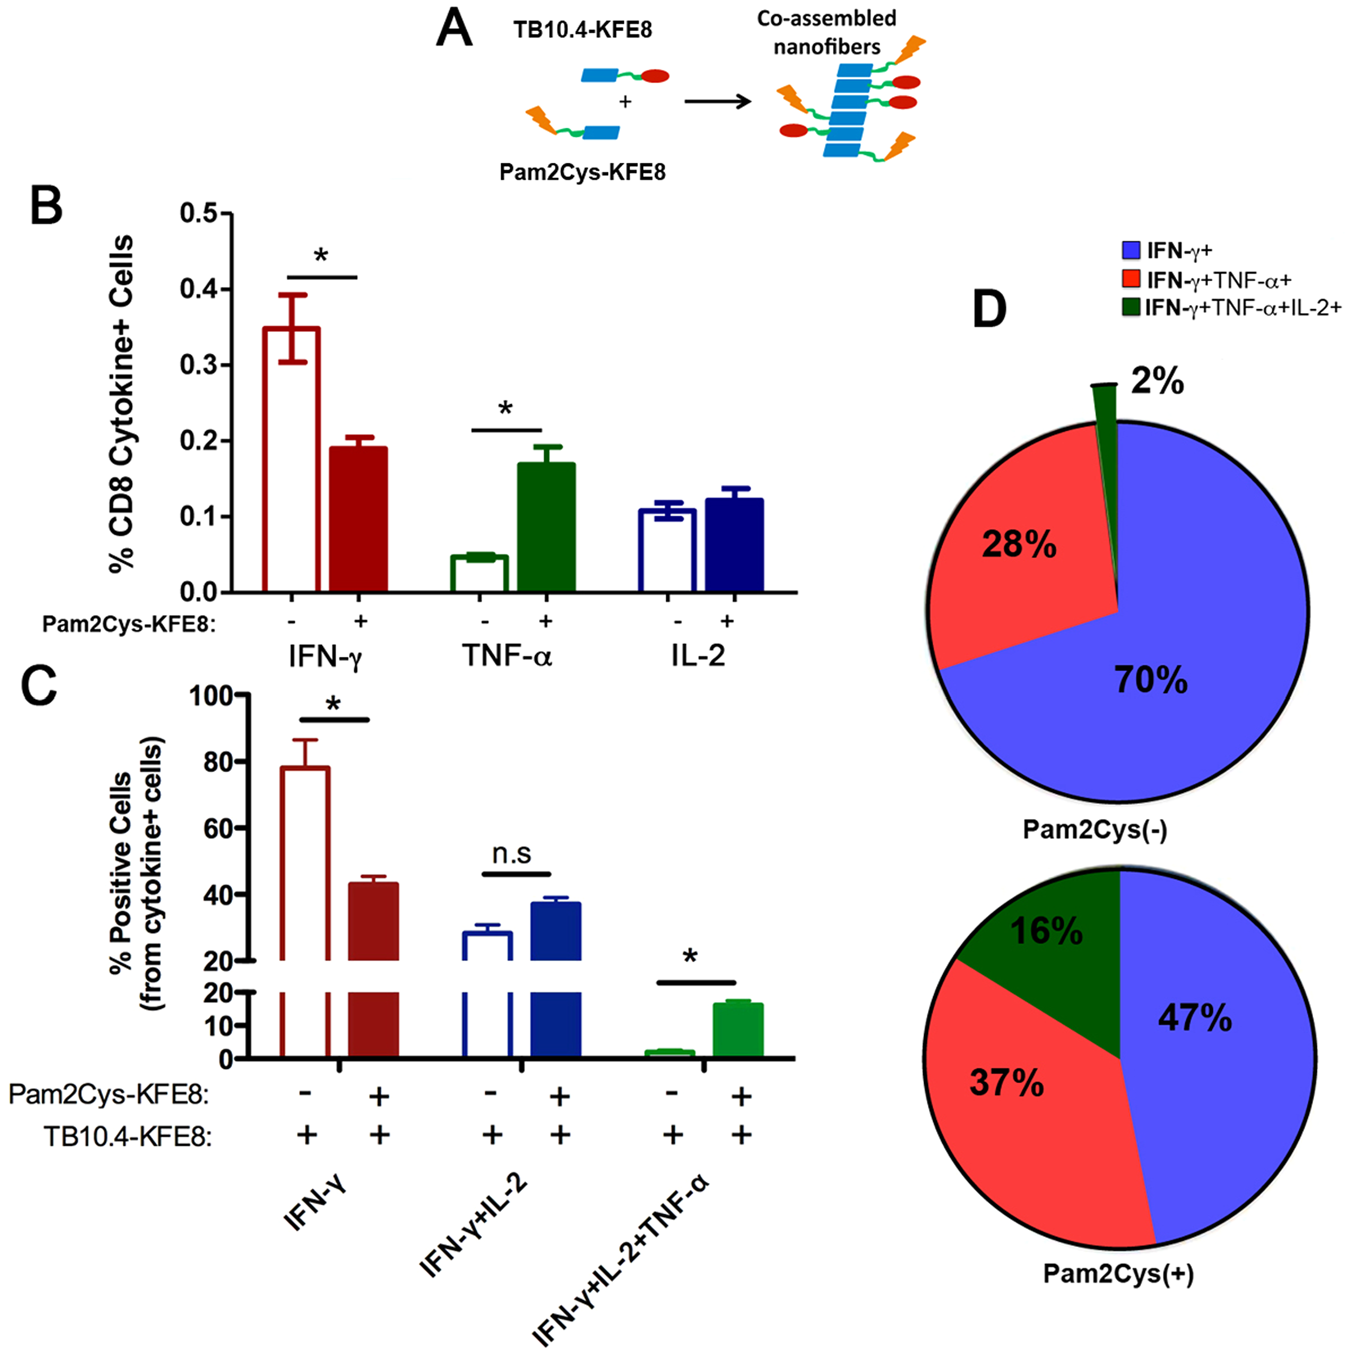 A
TB10.4-KFE8
+
Pam2Cys-KFE8
Co-assembled
nanofibers
B
% CD8 Cytokine+ Cells
0.5
0.4
0.3
0.2
0.1
0.0
*
*
Pam2Cys-KFE8: - + - + - +
IFN-γ TNF-α IL-2
C
% Positive Cells
(from cytokine+ cells)
100
80
60
40
20
20
10
0
*
n.s
*
Pam2Cys-KFE8: - + - + - +
TB10.4-KFE8: + + + + + +
IFN-γ
IFN-γ+IL-2
IFN-γ+IL-2+TNF-α
D
IFN-γ+
IFN-γ+TNF-α+
IFN-γ+TNF-α+IL-2+
2%
28%
70%
Pam2Cys(-)
16%
47%
37%
Pam2Cys(+)